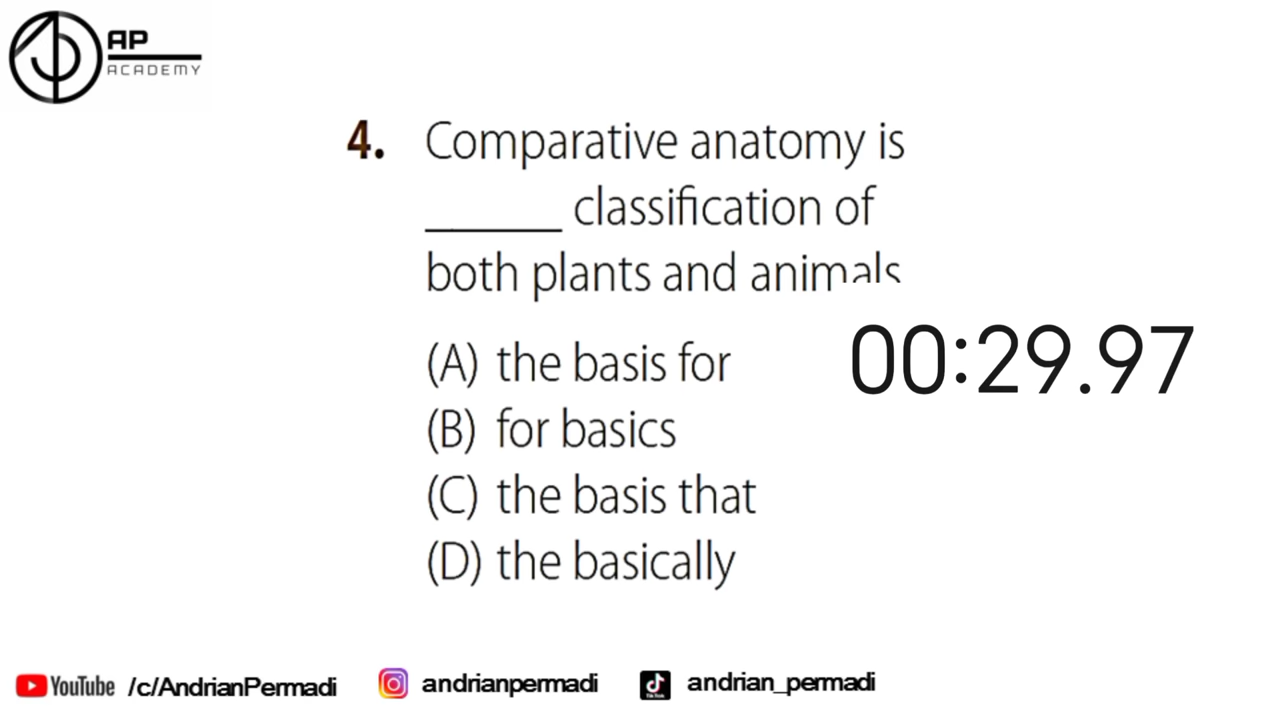 AP
ACADEMY
4. Comparative anatomy is
______ classification of
both plants and animals
(A) the basis for
(B) for basics
(C) the basis that
(D) the basically
00:29.97
YouTube /c/AndrianPermadi
andrianpermadi
andrian_permadi